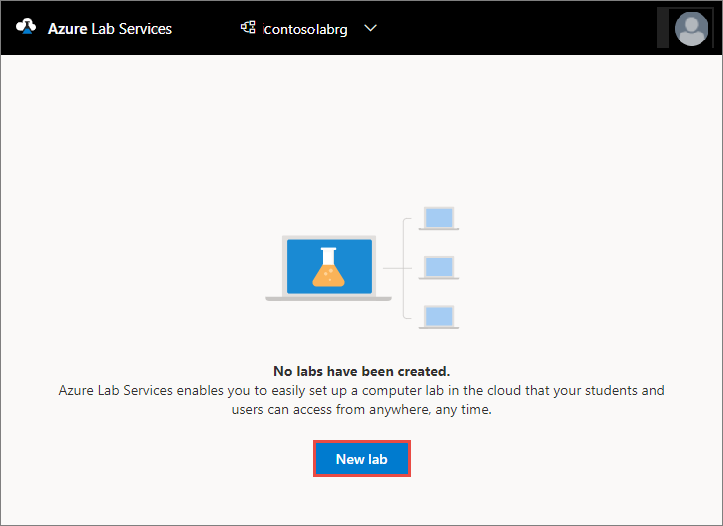 Azure Lab Services
Contosolabrg
No labs have been created.
Azure Lab Services enables you to easily set up a computer lab in the cloud that your students and
users can access from anywhere, any time.
New lab